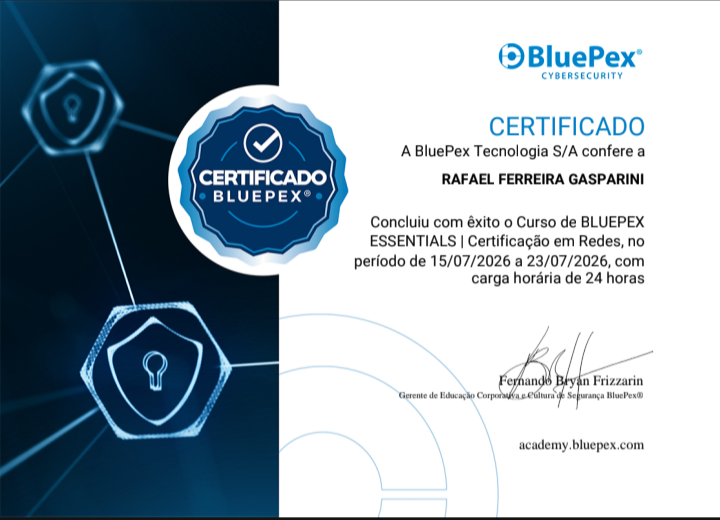 BluePex®
CYBERSECURITY
CERTIFICADO
A BluePex Tecnologia S/A confere a
RAFAEL FERREIRA GASPARINI
CERTIFICADO
BLUEPEX®
Concluiu com êxito o Curso de BLUEPEX
ESSENTIALS | Certificação em Redes, no
período de 15/07/2026 a 23/07/2026, com
carga horária de 24 horas
Fernando Bryan Frizzarin
Gerente de Educação Corporativa e Cultura de Segurança BluePex®
academy.bluepex.com